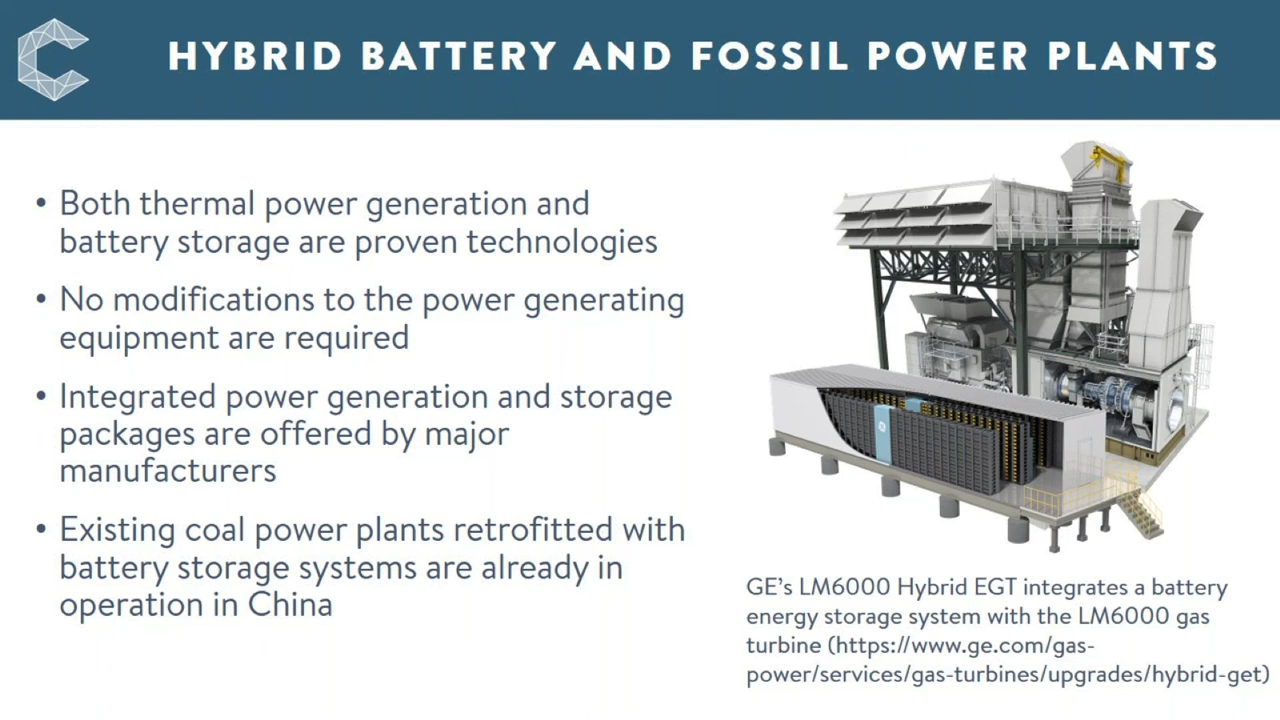 HYBRID BATTERY AND FOSSIL POWER PLANTS
• Both thermal power generation and
battery storage are proven technologies
• No modifications to the power generating
equipment are required
• Integrated power generation and storage
packages are offered by major
manufacturers
• Existing coal power plants retrofitted with
battery storage systems are already in
operation in China
GE's LM6000 Hybrid EGT integrates a battery
energy storage system with the LM6000 gas
turbine (https://www.ge.com/gas-
power/services/gas-turbines/upgrades/hybrid-get)